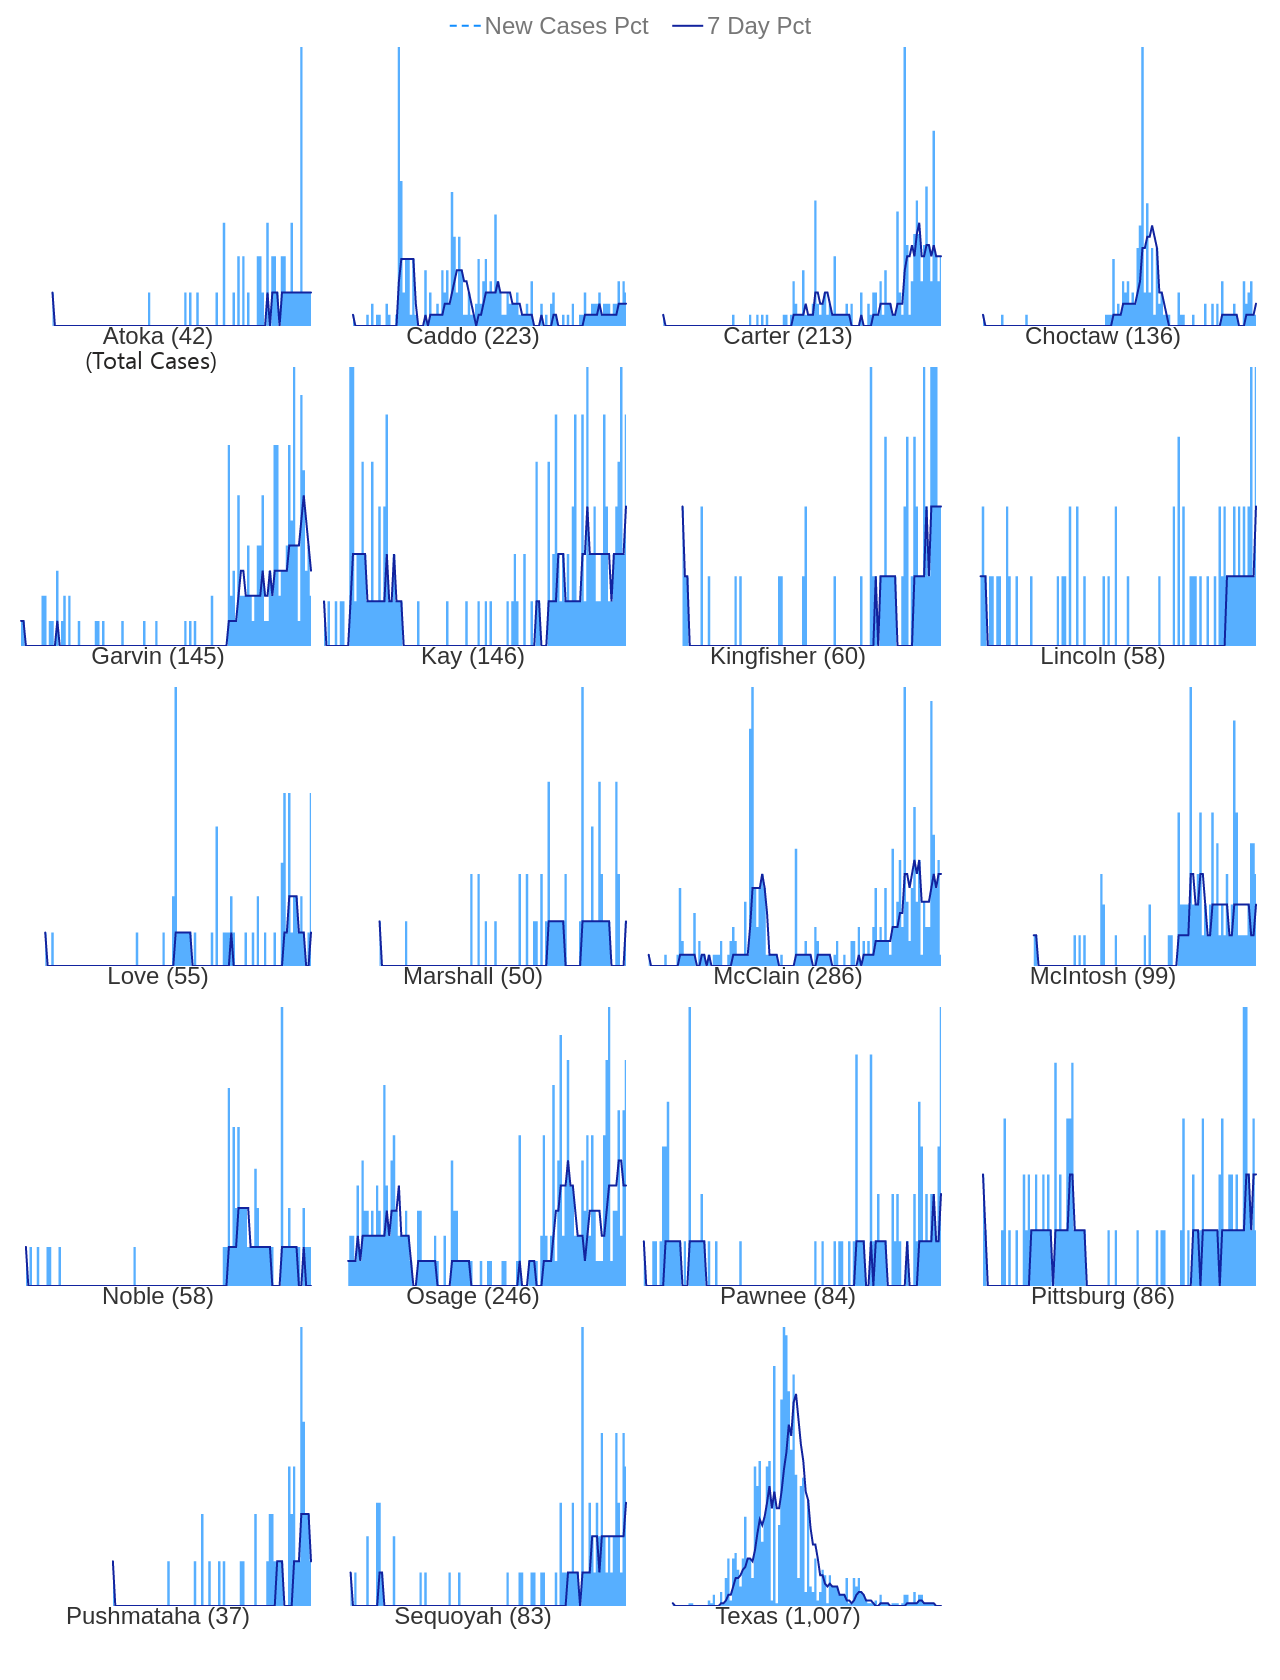 New Cases Pct 7 Day Pct
Atoka (42) Caddo (223) Carter (213) Choctaw (136)
(Total Cases)
Garvin (145) Kay (146) Kingfisher (60) Lincoln (58)
Love (55) Marshall (50) McClain (286) McIntosh (99)
Noble (58) Osage (246) Pawnee (84) Pittsburg (86)
Pushmataha (37) Sequoyah (83) Texas (1,007)